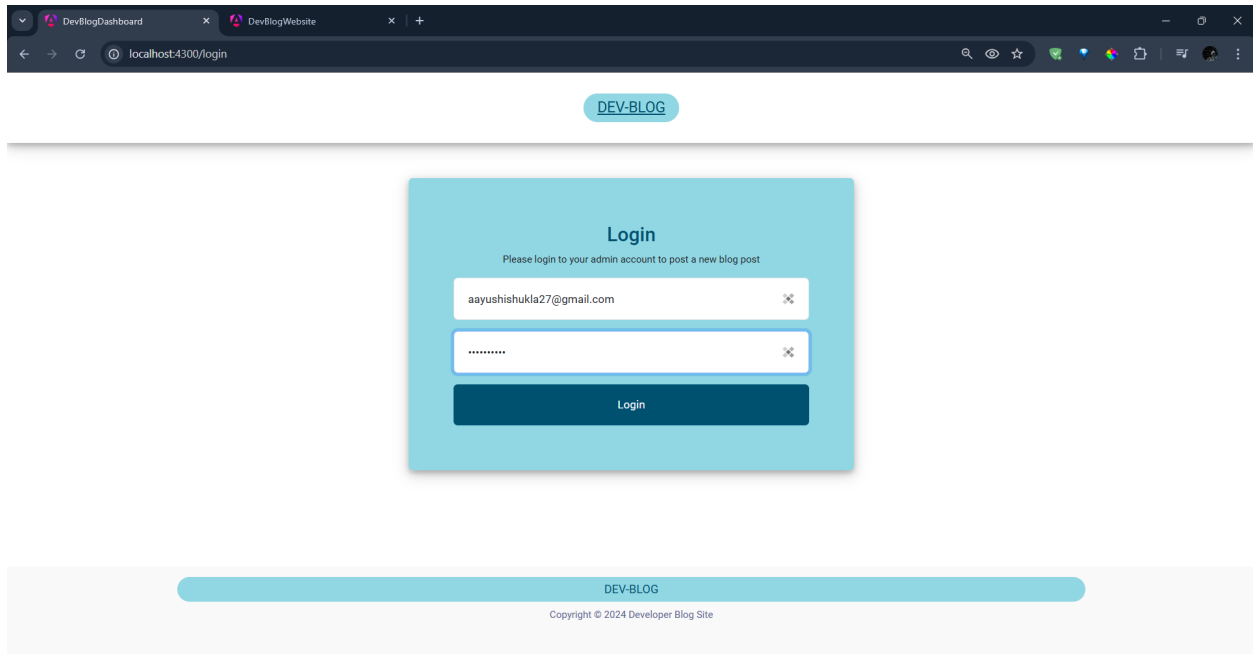 DevBlogDashboard
DevBlogWebsite
localhost:4300/login
DEV-BLOG
Login
Please login to your admin account to post a new blog post
aayushishukla27@gmail.com
••••••••••
Login
DEV-BLOG
Copyright © 2024 Developer Blog Site